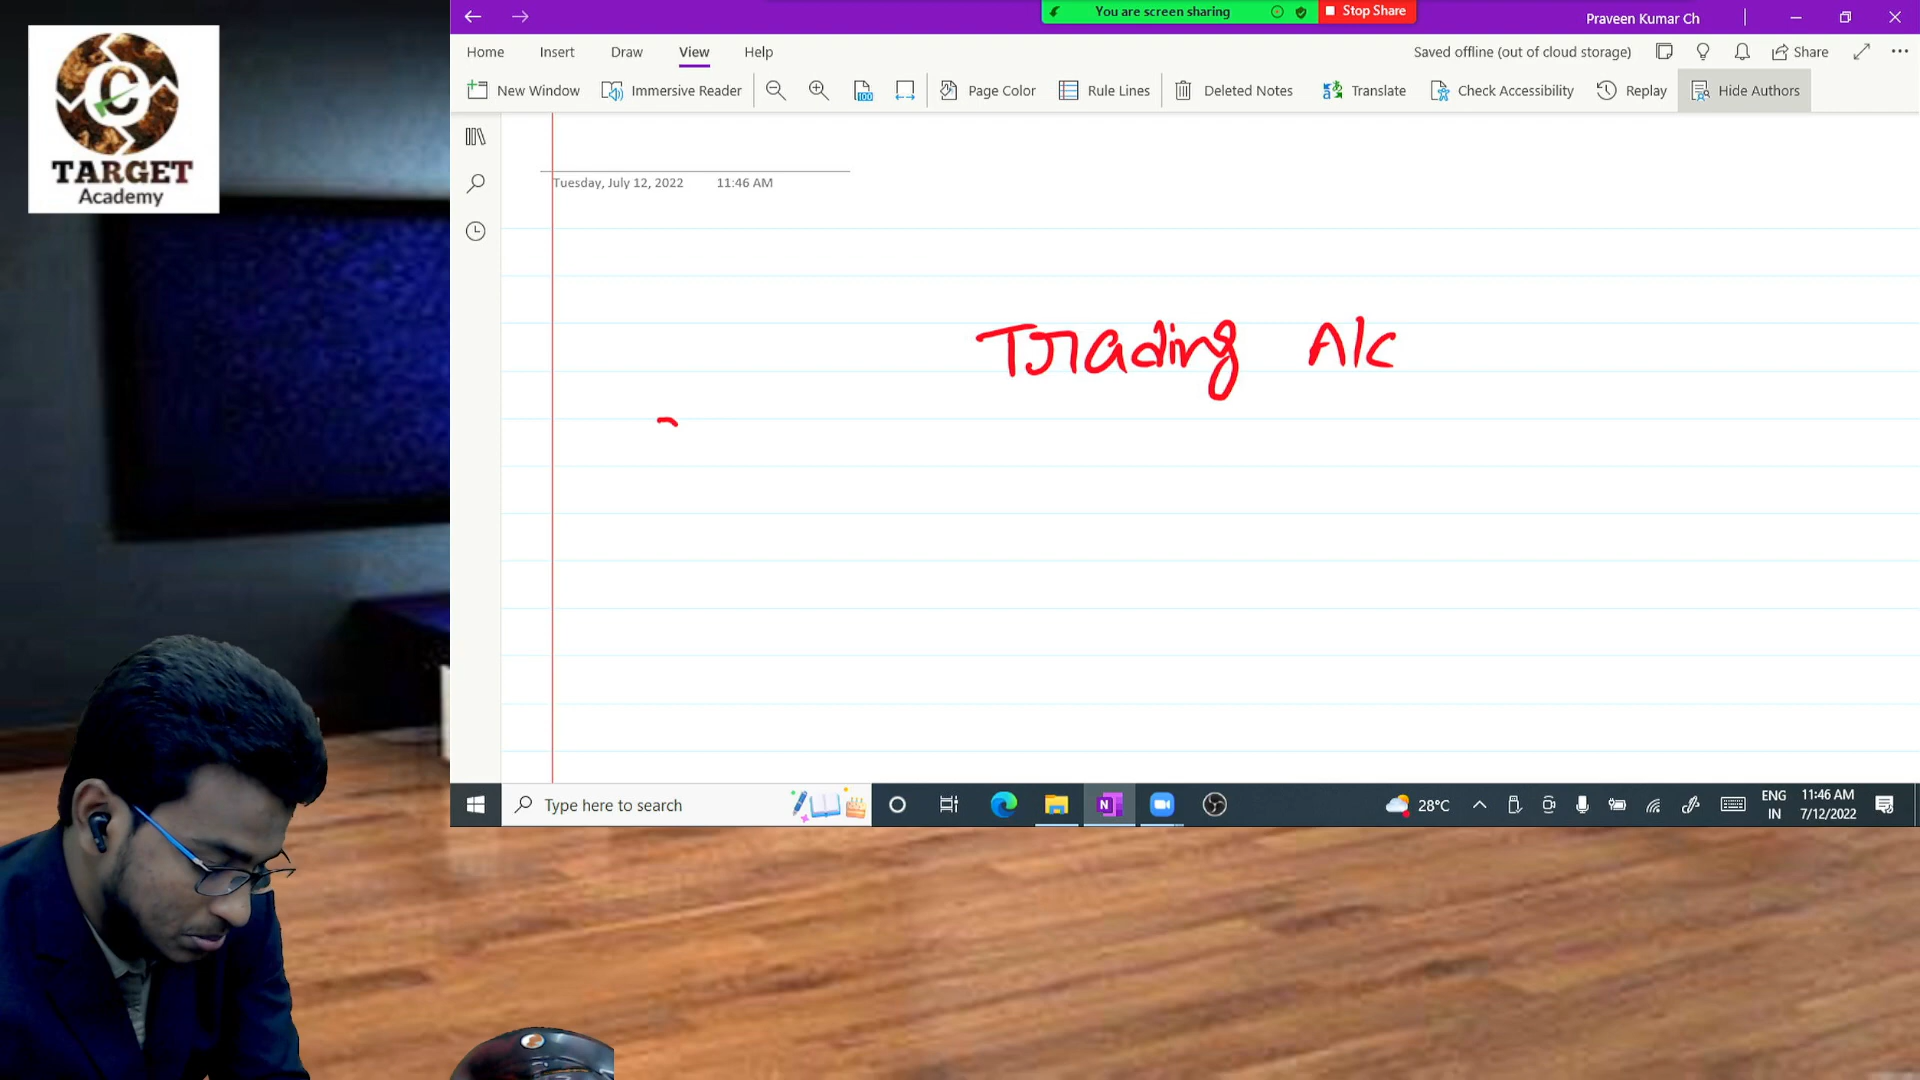 TARGET
Academy
You are screen sharing
Stop Share
Praveen Kumar Ch
Home Insert Draw View Help
Saved offline (out of cloud storage) Share
New Window Immersive Reader 100 Page Color Rule Lines Deleted Notes Translate Check Accessibility Replay Hide Authors
Tuesday, July 12, 2022 11:46 AM
Trading A/c
Type here to search
28°C
ENG
IN
11:46 AM
7/12/2022